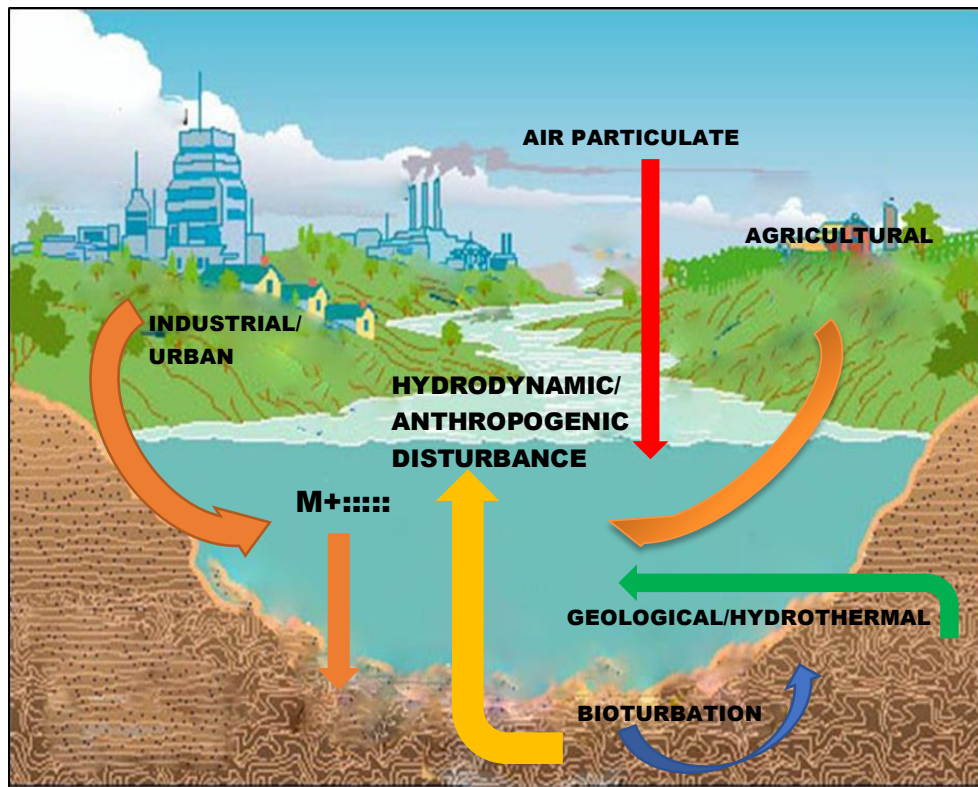 AIR PARTICULATE
AGRICULTURAL
INDUSTRIAL/
URBAN
HYDRODYNAMIC/
ANTHROPOGENIC
DISTURBANCE
M+:::::
GEOLOGICAL/HYDROTHERMAL
BIOTURBATION